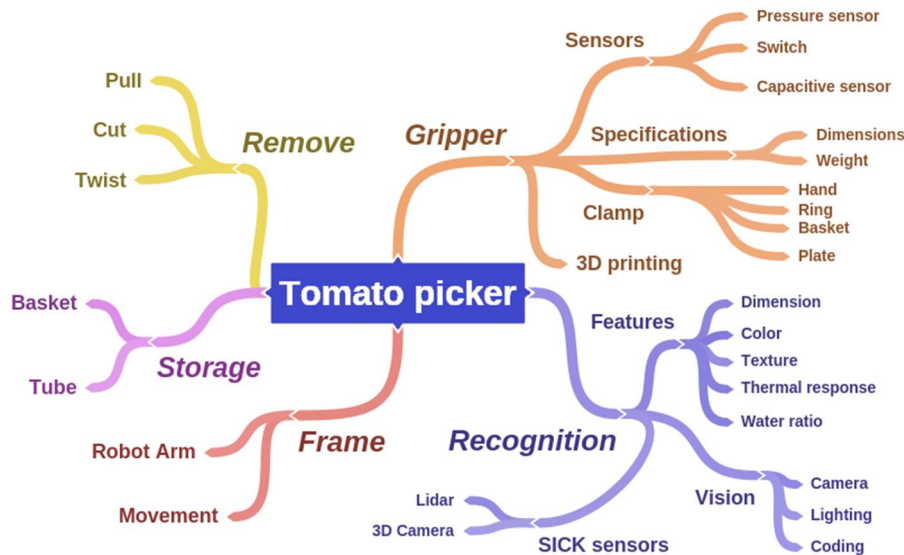 Tomato picker
Remove
Pull
Cut
Twist
Gripper
Sensors
Pressure sensor
Switch
Capacitive sensor
Specifications
Dimensions
Weight
Clamp
Hand
Ring
Basket
Plate
3D printing
Storage
Basket
Tube
Frame
Robot Arm
Movement
Recognition
Features
Dimension
Color
Texture
Thermal response
Water ratio
Vision
Camera
Lighting
Coding
SICK sensors
Lidar
3D Camera